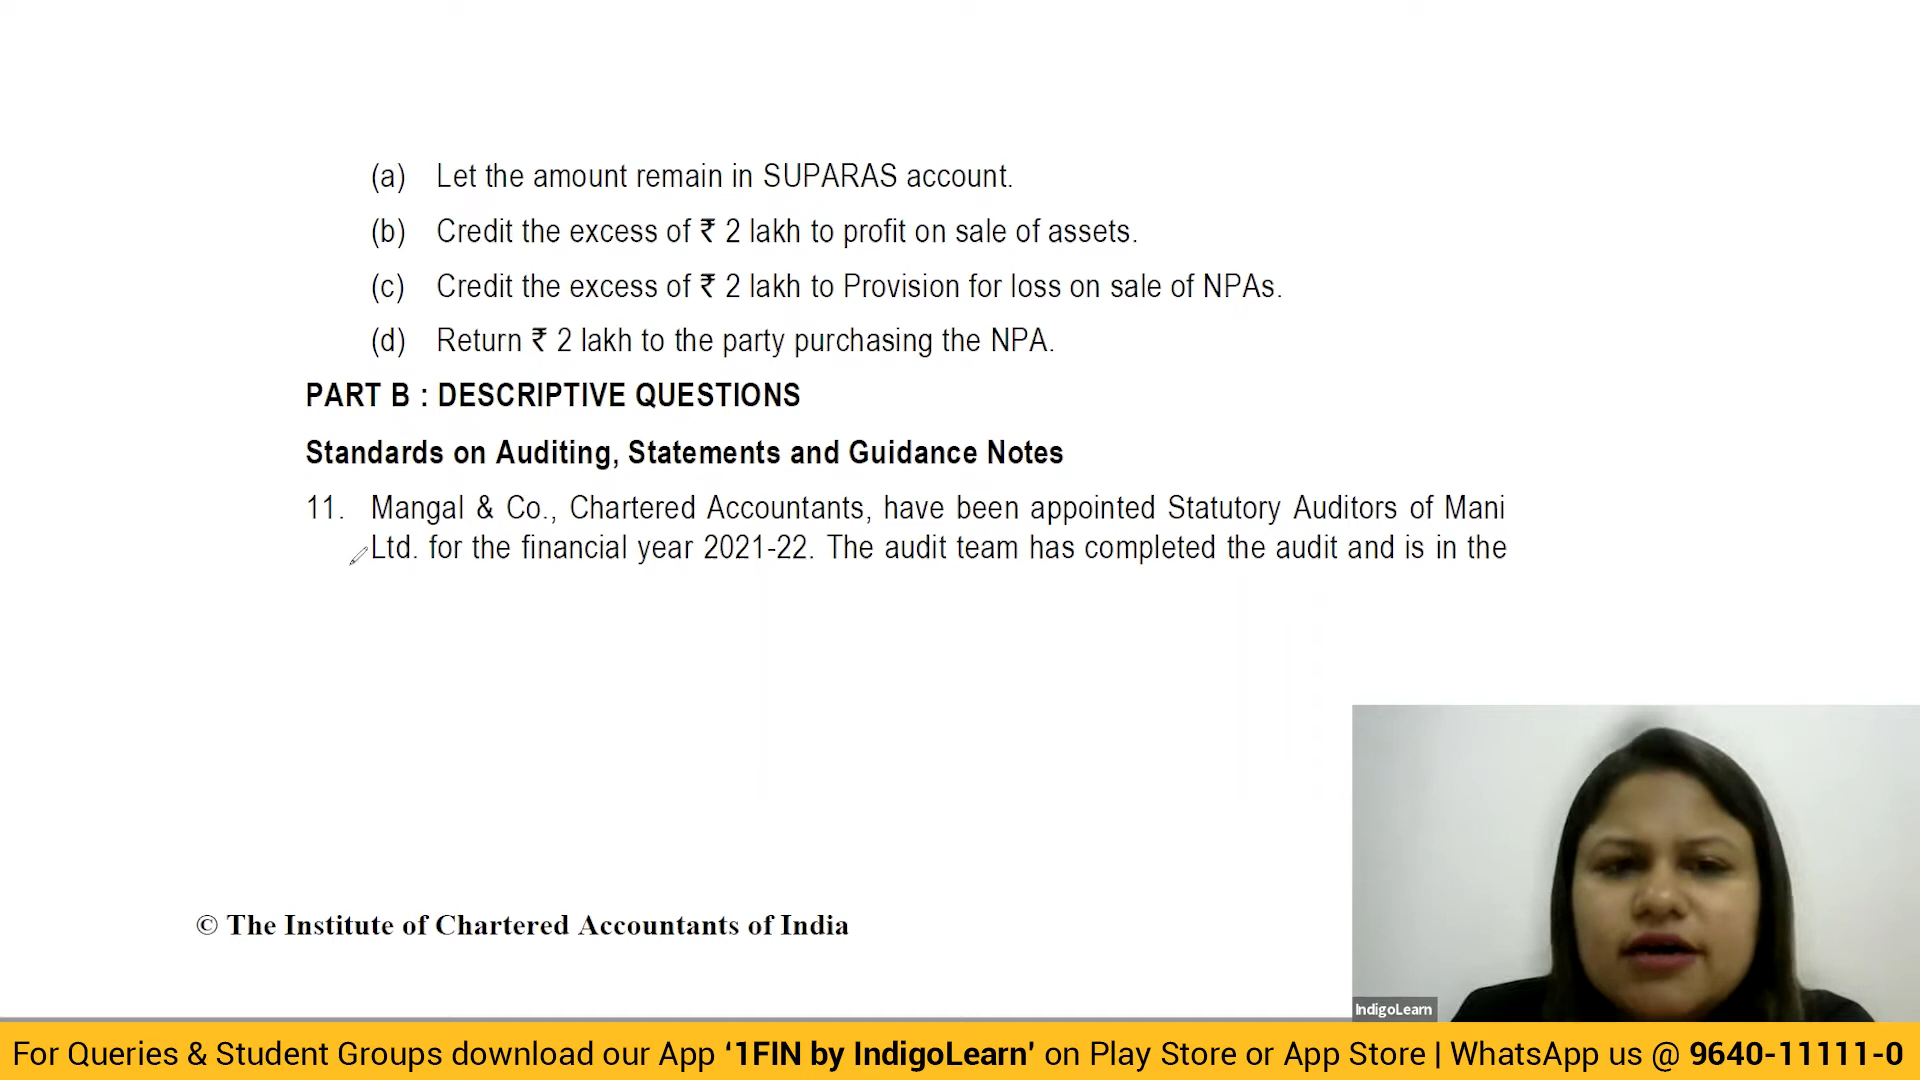 (a) Let the amount remain in SUPARAS account.
(b) Credit the excess of ₹ 2 lakh to profit on sale of assets.
(c) Credit the excess of ₹ 2 lakh to Provision for loss on sale of NPAs.
(d) Return ₹ 2 lakh to the party purchasing the NPA.
PART B : DESCRIPTIVE QUESTIONS
Standards on Auditing, Statements and Guidance Notes
11. Mangal & Co., Chartered Accountants, have been appointed Statutory Auditors of Mani
Ltd. for the financial year 2021-22. The audit team has completed the audit and is in the
© The Institute of Chartered Accountants of India
IndigoLearn
For Queries & Student Groups download our App ‘1FIN by IndigoLearn’ on Play Store or App Store | WhatsApp us @ 9640-11111-0